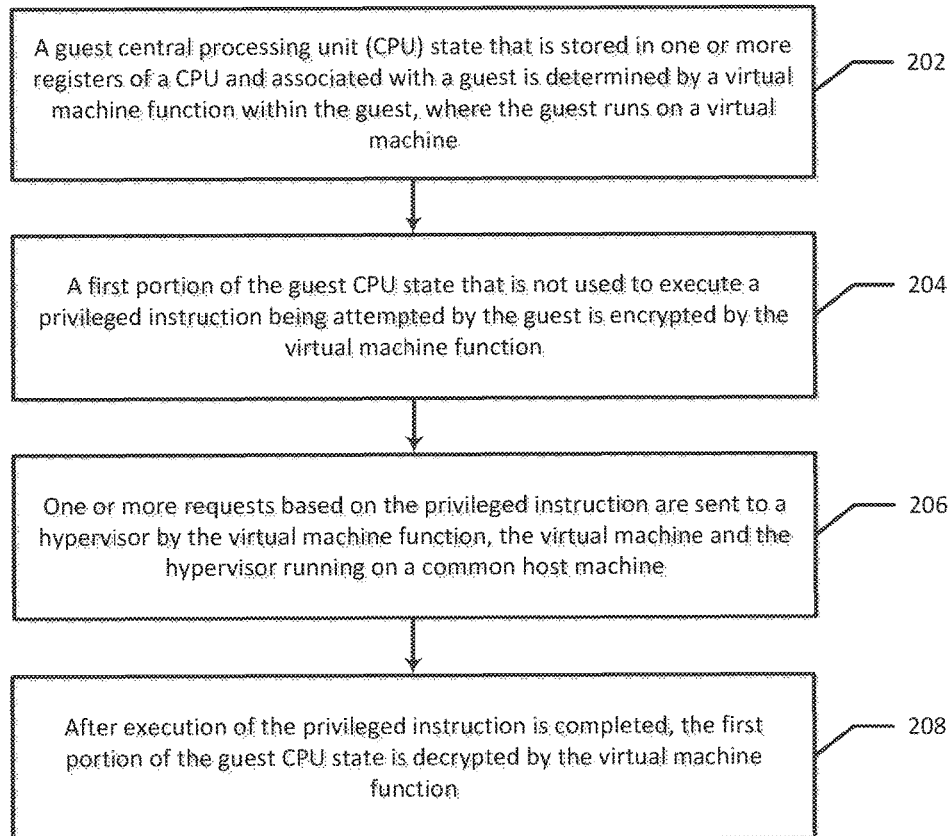 A guest central processing unit (CPU) state that is stored in one or more
registers of a CPU and associated with a guest is determined by a virtual
machine function within the guest, where the guest runs on a virtual
machine
202
A first portion of the guest CPU state that is not used to execute a
privileged instruction being attempted by the guest is encrypted by the
virtual machine function
204
One or more requests based on the privileged instruction are sent to a
hypervisor by the virtual machine function, the virtual machine and the
hypervisor running on a common host machine
206
After execution of the privileged instruction is completed, the first
portion of the guest CPU state is decrypted by the virtual machine
function
208